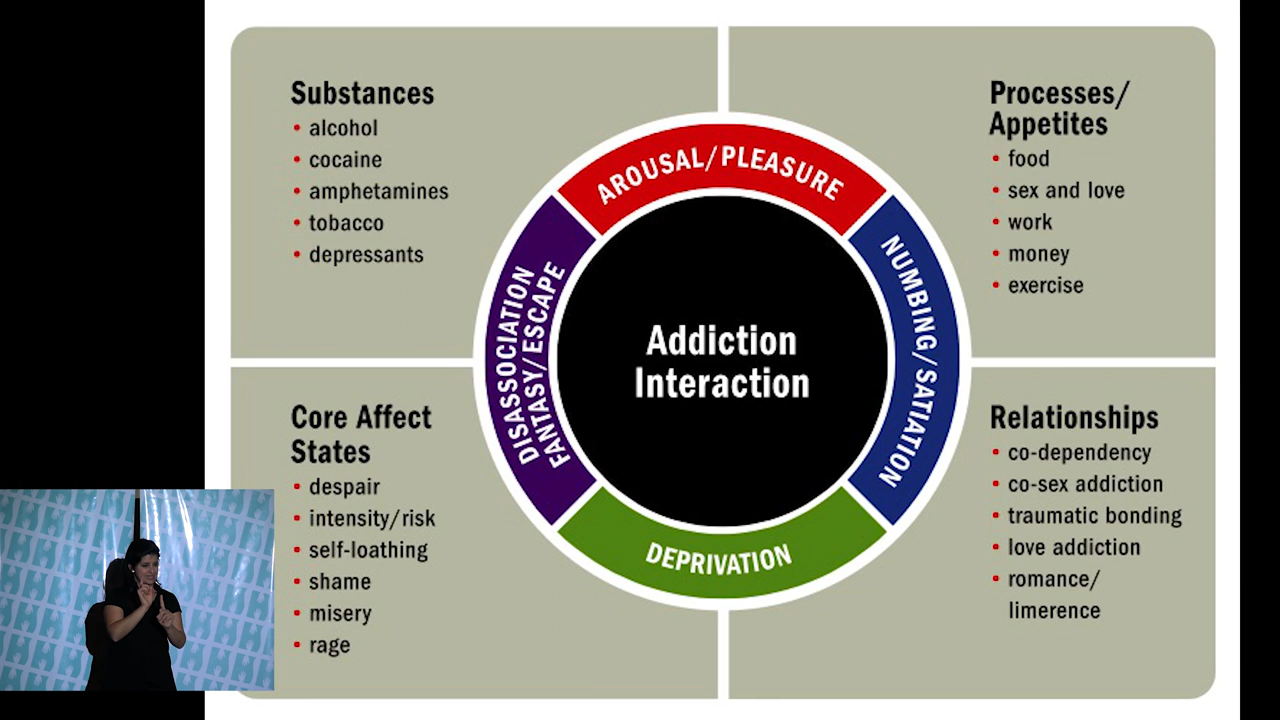 Substances
• alcohol
• cocaine
• amphetamines
• tobacco
• depressants
Processes/
Appetites
• food
• sex and love
• work
• money
• exercise
AROUSAL/PLEASURE
NUMBING/SATIATION
DISASSOCIATION
FANTASY/ESCAPE
Addiction
Interaction
DEPRIVATION
Core Affect
States
• despair
• intensity/risk
• self-loathing
• shame
• misery
• rage
Relationships
• co-dependency
• co-sex addiction
• traumatic bonding
• love addiction
• romance/
limerence